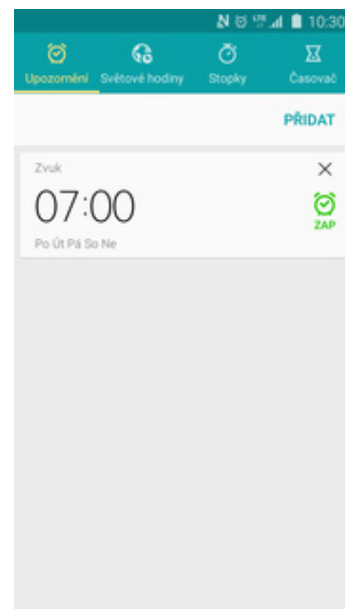 10:30
Upozornění Světové hodiny Stopky Časovač
PŘIDAT
Zvuk
07:00
ZAP
Po Út Pá So Ne